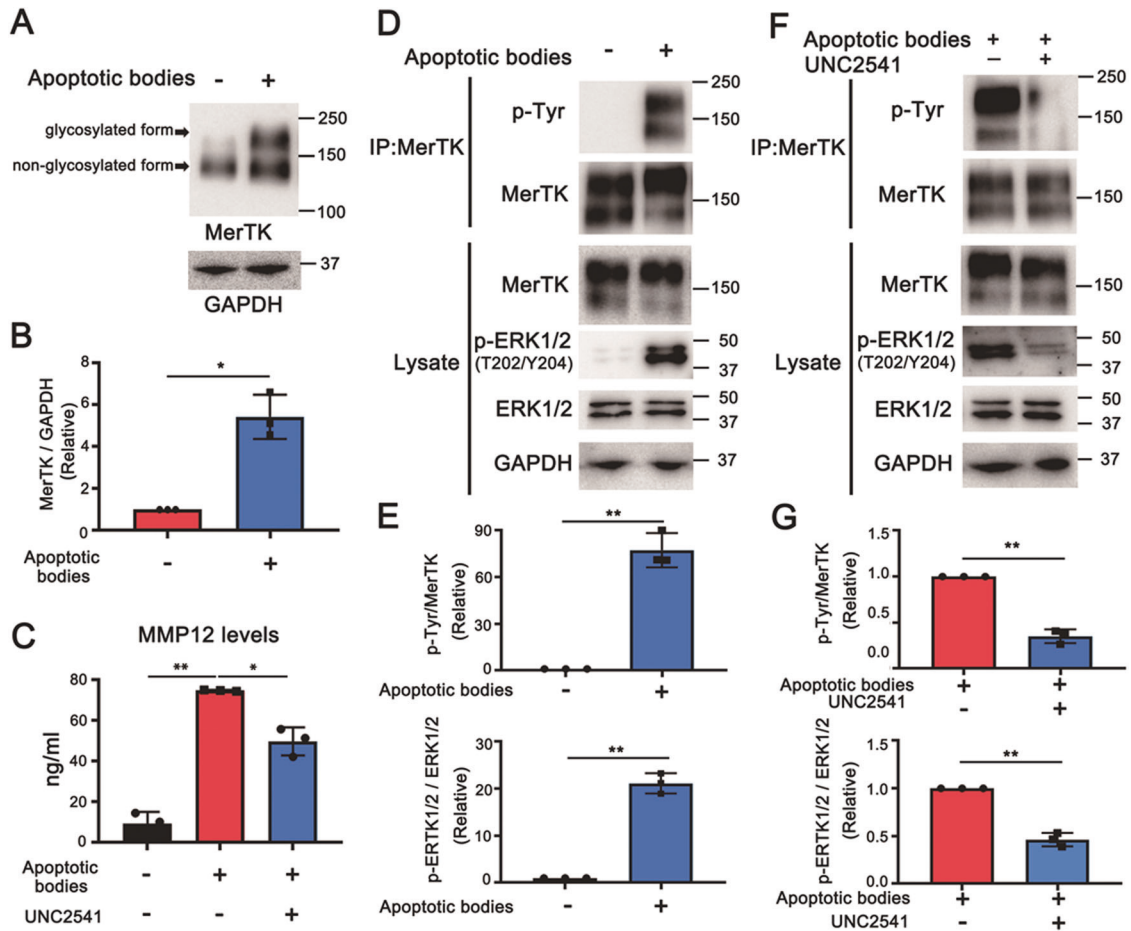 A
Apoptotic bodies - +
glycosylated form
non-glycosylated form
250
150
100
MerTK
37
GAPDH
B
MerTK / GAPDH
(Relative)
8
6
4
2
0
*
Apoptotic
bodies
- +
C
MMP12 levels
** *
ng/ml
80
60
40
20
0
Apoptotic
bodies
- + +
UNC2541 - - +
D
Apoptotic bodies - +
IP:MerTK
p-Tyr
250
150
MerTK
150
Lysate
MerTK
150
p-ERK1/2
(T202/Y204)
50
37
ERK1/2
50
37
GAPDH
37
E
p-Tyr/MerTK
(Relative)
90
60
30
0
**
Apoptotic bodies - +
p-ERTK1/2 / ERK1/2
(Relative)
30
20
10
0
**
Apoptotic bodies - +
F
Apoptotic bodies + +
UNC2541 – +
IP:MerTK
p-Tyr
250
150
MerTK
150
Lysate
MerTK
150
p-ERK1/2
(T202/Y204)
50
37
ERK1/2
50
37
GAPDH
37
G
p-Tyr/MerTK
(Relative)
1.5
1.0
0.5
0.0
**
Apoptotic bodies + +
UNC2541 - +
p-ERTK1/2 / ERK1/2
(Relative)
1.5
1.0
0.5
0.0
**
Apoptotic bodies + +
UNC2541 - +